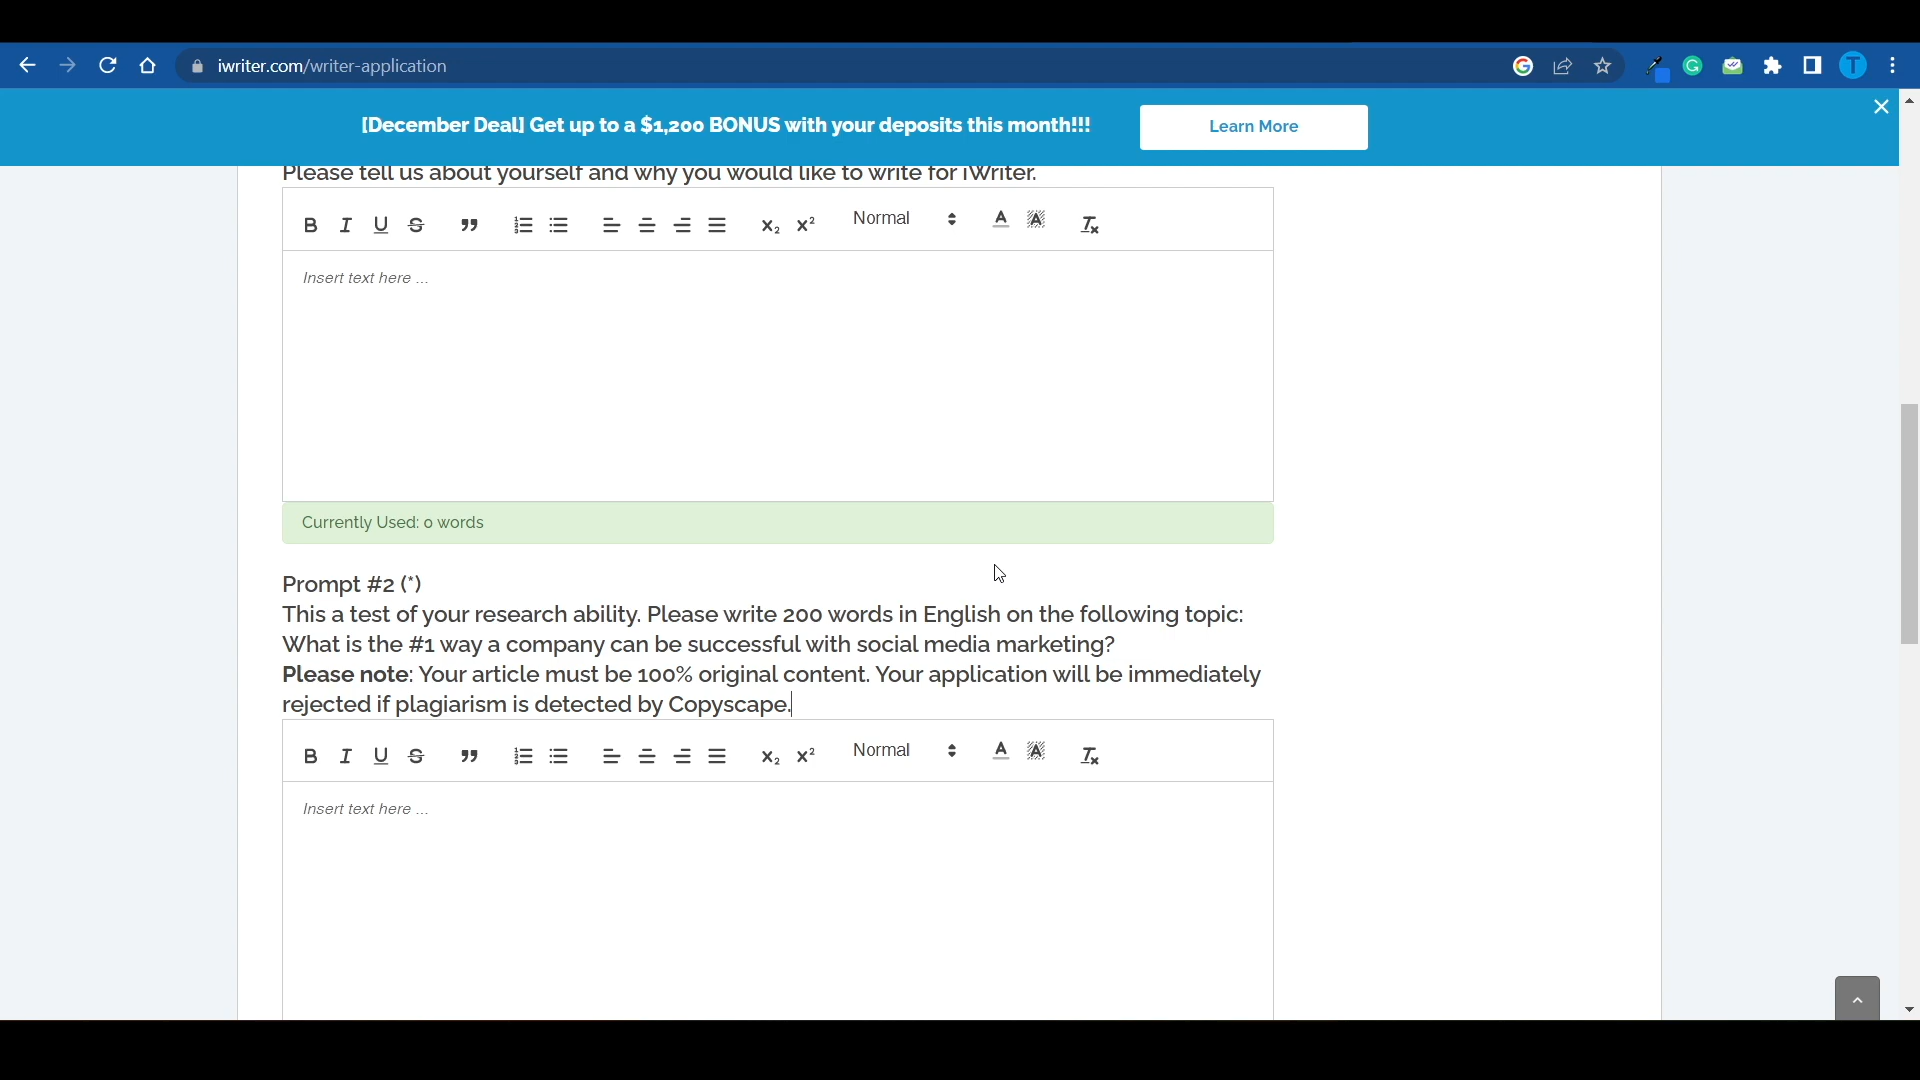 iwriter.com/writer-application
[December Deal] Get up to a $1,200 BONUS with your deposits this month!!!
Learn More
Please tell us about yourself and why you would like to write for iWriter.
Normal
Insert text here ...
Currently Used: 0 words
Prompt #2 (*)
This a test of your research ability. Please write 200 words in English on the following topic:
What is the #1 way a company can be successful with social media marketing?
Please note: Your article must be 100% original content. Your application will be immediately
rejected if plagiarism is detected by Copyscape.
Normal
Insert text here ...